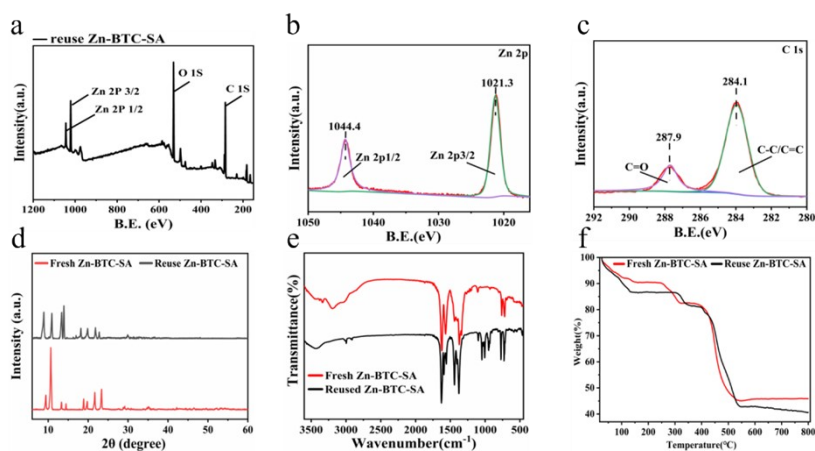 a
reuse Zn-BTC-SA
O 1S
C 1S
Zn 2P 3/2
Zn 2P 1/2
Intensity(a.u.)
1200 1000 800 600 400 200
B.E. (eV)
b
Zn 2p
1021.3
1044.4
Zn 2p1/2
Zn 2p3/2
Intensity(a.u.)
1050 1040 1030 1020
B.E.(eV)
c
C 1s
284.1
287.9
C=O
C-C/C=C
Intensity(a.u.)
292 290 288 286 284 282 280
B.E.(eV)
d
Fresh Zn-BTC-SA Reuse Zn-BTC-SA
Intensity (a.u.)
0 10 20 30 40 50 60
2θ (degree)
e
Fresh Zn-BTC-SA
Reused Zn-BTC-SA
Transmittance(%)
3600 3000 2500 2000 1500 1000 500
Wavenumber(cm-1)
f
Fresh Zn-BTC-SA Reuse Zn-BTC-SA
Weight(%)
100
90
80
70
60
50
40
100 200 300 400 500 600 700 800
Temperature(°C)